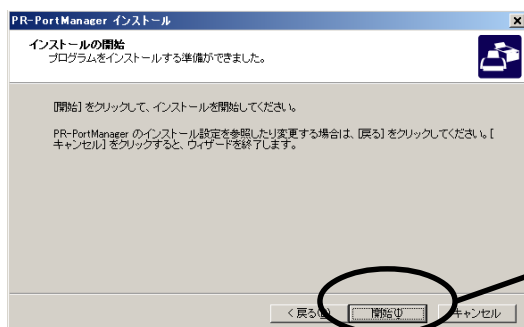 PR-PortManager インストール
インストールの開始
プログラムをインストールする準備ができました。
[開始] をクリックして、インストールを開始してください。
PR-PortManager のインストール設定を参照したり変更する場合は、[戻る] をクリックしてください。[
キャンセル] をクリックすると、ウィザードを終了します。
< 戻る(B) 開始(I) キャンセル